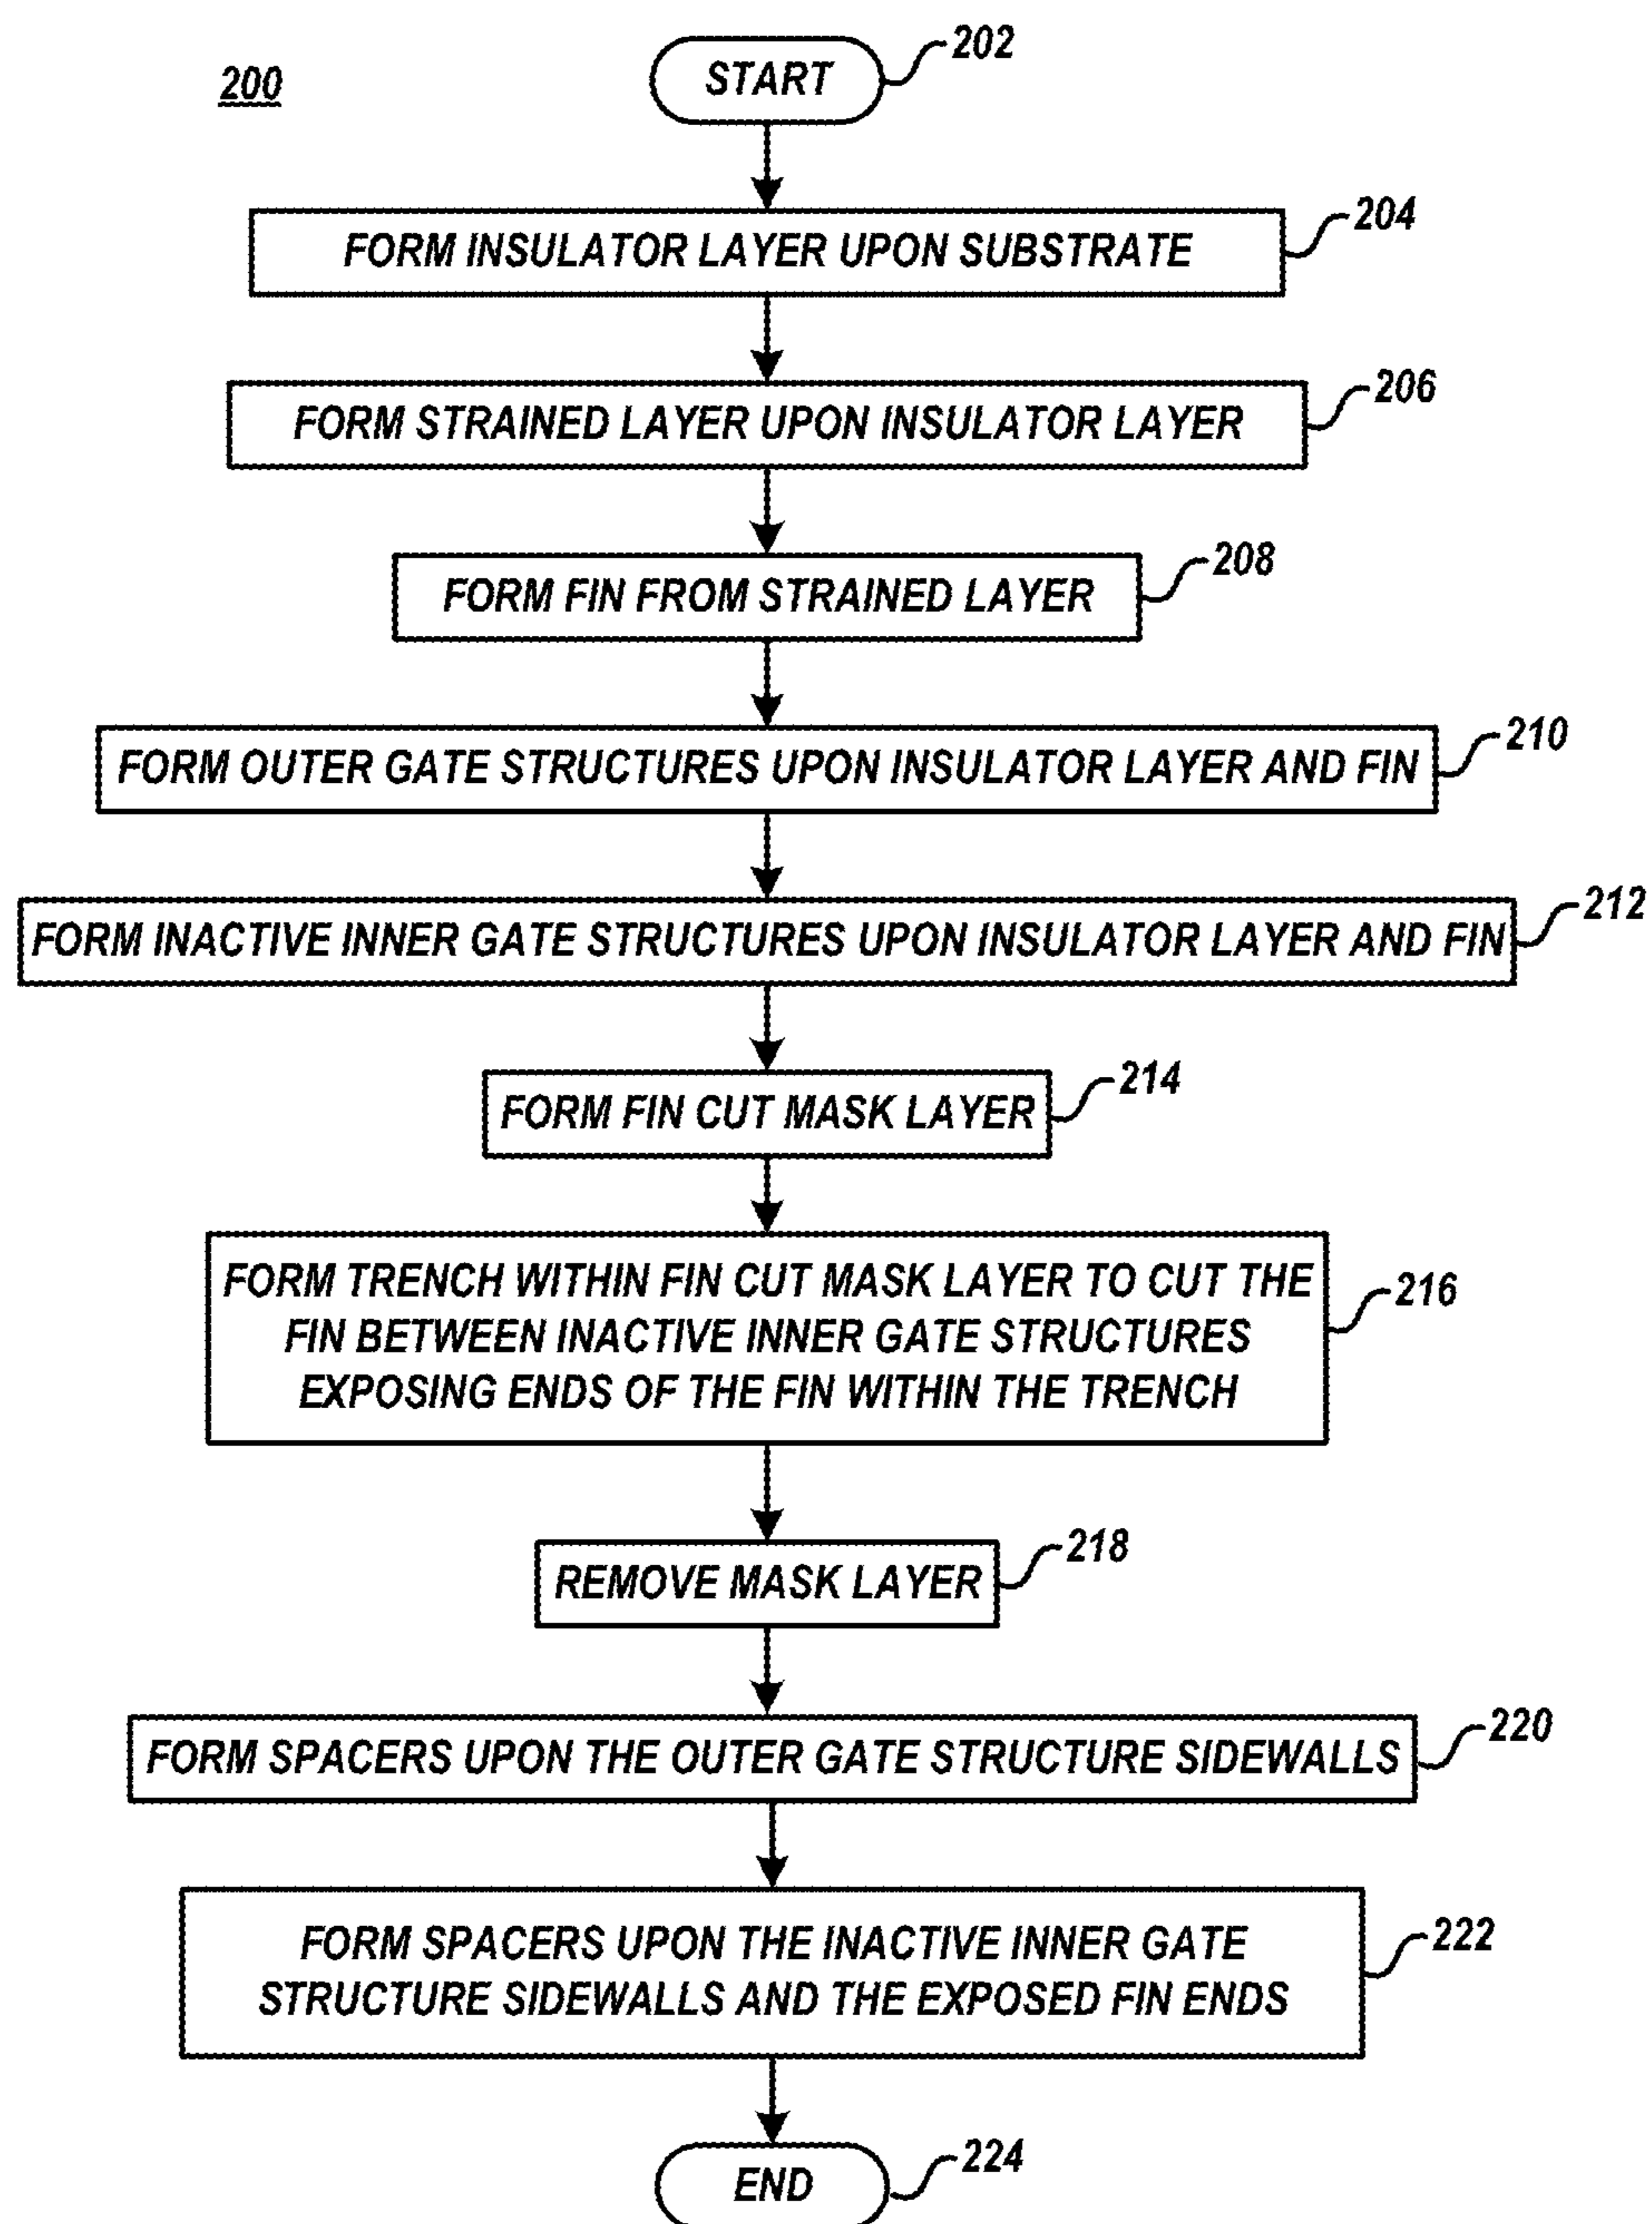 200
START
202
FORM INSULATOR LAYER UPON SUBSTRATE
204
FORM STRAINED LAYER UPON INSULATOR LAYER
206
FORM FIN FROM STRAINED LAYER
208
FORM OUTER GATE STRUCTURES UPON INSULATOR LAYER AND FIN
210
FORM INACTIVE INNER GATE STRUCTURES UPON INSULATOR LAYER AND FIN
212
FORM FIN CUT MASK LAYER
214
FORM TRENCH WITHIN FIN CUT MASK LAYER TO CUT THE
FIN BETWEEN INACTIVE INNER GATE STRUCTURES
EXPOSING ENDS OF THE FIN WITHIN THE TRENCH
216
REMOVE MASK LAYER
218
FORM SPACERS UPON THE OUTER GATE STRUCTURE SIDEWALLS
220
FORM SPACERS UPON THE INACTIVE INNER GATE
STRUCTURE SIDEWALLS AND THE EXPOSED FIN ENDS
222
END
224